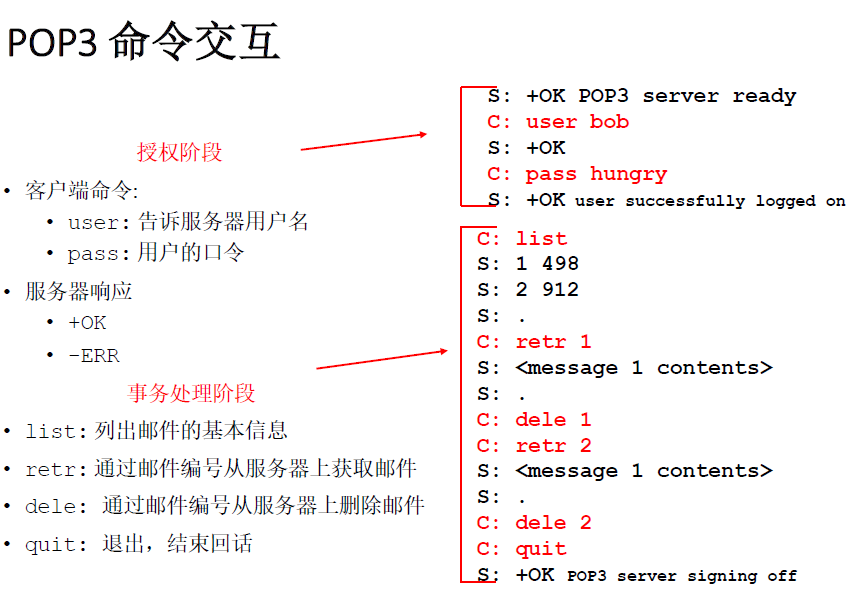 POP3 命令交互
授权阶段
• 客户端命令:
• user: 告诉服务器用户名
• pass: 用户的口令
• 服务器响应
• +OK
• -ERR
事务处理阶段
• list: 列出邮件的基本信息
• retr: 通过邮件编号从服务器上获取邮件
• dele: 通过邮件编号从服务器上删除邮件
• quit: 退出，结束回话
S: +OK POP3 server ready
C: user bob
S: +OK
C: pass hungry
S: +OK user successfully logged on
C: list
S: 1 498
S: 2 912
S: .
C: retr 1
S: <message 1 contents>
S: .
C: dele 1
C: retr 2
S: <message 1 contents>
S: .
C: dele 2
C: quit
S: +OK POP3 server signing off